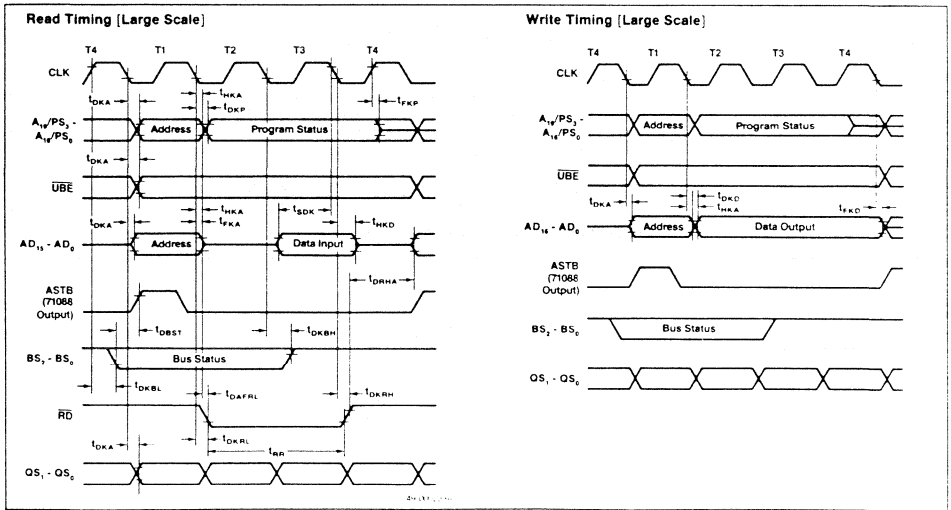 Read Timing [Large Scale]
T4 T1 T2 T3 T4
CLK
tDKA
tHKA
tDKP
tFKP
A19/PS3 -
A16/PS0
Address
Program Status
tDKA
UBE
tDKA
tHKA
tFKA
tSDK
tHKD
AD15 - AD0
Address
Data Input
tDRHA
ASTB
(71088
Output)
tDBST
tDKBH
BS2 - BS0
Bus Status
tDKBL
tDAFRL
tDKRH
RD
tDKA
tDKRL
tRR
QS1 - QS0
Write Timing [Large Scale]
T4 T1 T2 T3 T4
CLK
A19/PS3 -
A16/PS0
Address
Program Status
UBE
tDKA
tDKD
tHKA
tFKD
AD15 - AD0
Address
Data Output
ASTB
(71088
Output)
BS2 - BS0
Bus Status
QS1 - QS0